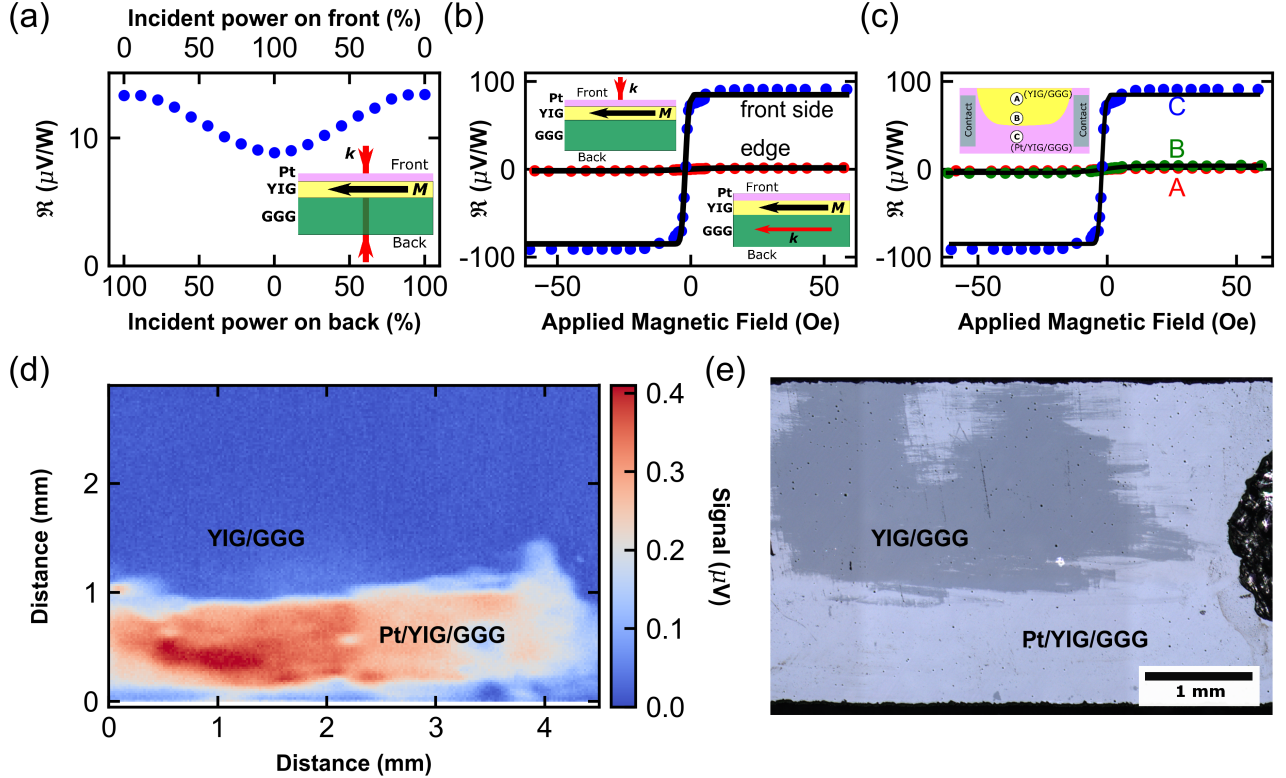 (a)
Incident power on front (%)
0 50 100 50 0
10
0
ℜ (μV/W)
k
Front
Pt
YIG
M
GGG
Back
100 50 0 50 100
Incident power on back (%)
(b)
100
0
-100
ℜ (μV/W)
Front
k
Pt
YIG
M
GGG
Back
front side
edge
Front
Pt
YIG
M
GGG
k
Back
−50 0 50
Applied Magnetic Field (Oe)
(c)
100
0
-100
ℜ (μV/W)
A (YIG/GGG)
B
C
(Pt/YIG/GGG)
Contact
Contact
C
B
A
−50 0 50
Applied Magnetic Field (Oe)
(d)
2
1
0
Distance (mm)
YIG/GGG
Pt/YIG/GGG
0 1 2 3 4
Distance (mm)
0.4
0.3
0.2
0.1
0.0
Signal (μV)
(e)
YIG/GGG
Pt/YIG/GGG
1 mm